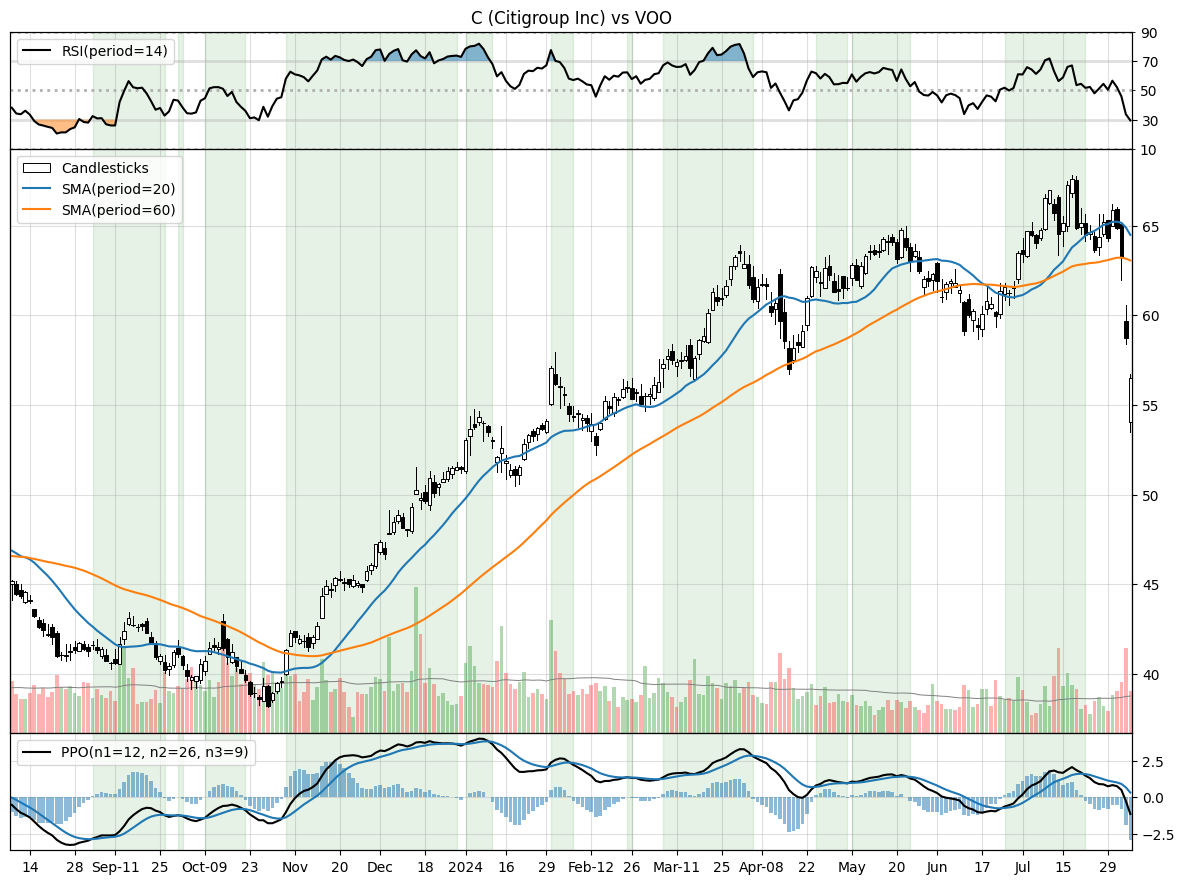 C (Citigroup Inc) vs VOO
RSI(period=14)
90
70
50
30
10
Candlesticks
SMA(period=20)
SMA(period=60)
65
60
55
50
45
40
PPO(n1=12, n2=26, n3=9)
2.5
0.0
−2.5
14 28 Sep-11 25 Oct-09 23 Nov 20 Dec 18 2024 16 29 Feb-12 26 Mar-11 25 Apr-08 22 May 20 Jun 17 Jul 15 29